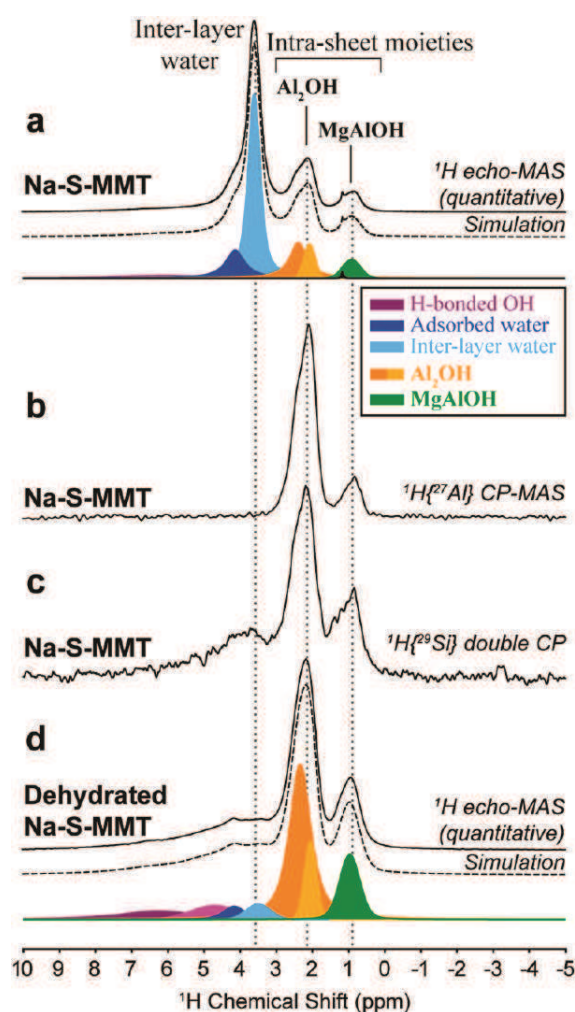 Inter-layer
water
Intra-sheet moieties
Al₂OH
MgAlOH
a
Na-S-MMT
¹H echo-MAS
(quantitative)
Simulation
H-bonded OH
Adsorbed water
Inter-layer water
Al₂OH
MgAlOH
b
Na-S-MMT
¹H{²⁷Al} CP-MAS
c
Na-S-MMT
¹H{²⁹Si} double CP
d
Dehydrated
Na-S-MMT
¹H echo-MAS
(quantitative)
Simulation
10 9 8 7 6 5 4 3 2 1 0 -1 -2 -3 -4 -5
¹H Chemical Shift (ppm)